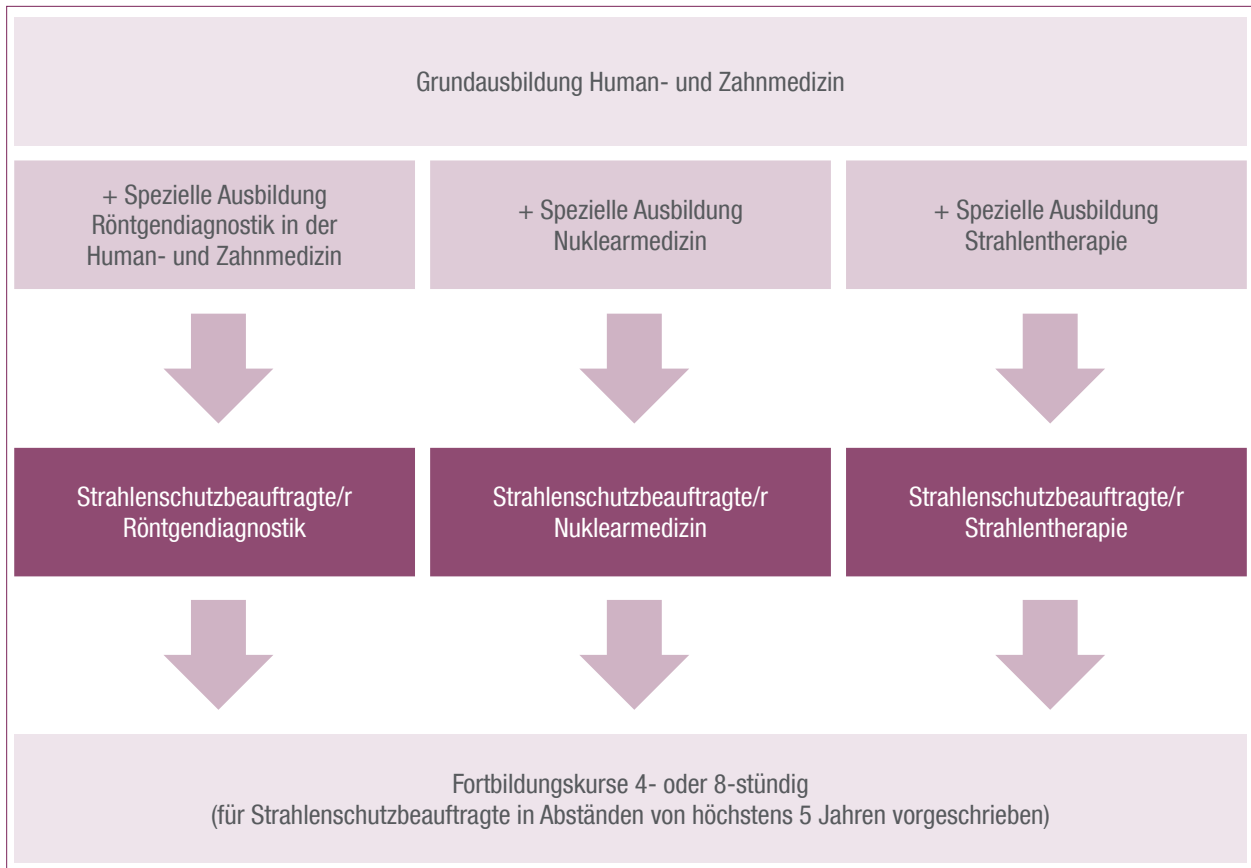 Grundausbildung Human- und Zahnmedizin
+ Spezielle Ausbildung
Röntgendiagnostik in der
Human- und Zahnmedizin
+ Spezielle Ausbildung
Nuklearmedizin
+ Spezielle Ausbildung
Strahlentherapie
Strahlenschutzbeauftragte/r
Röntgendiagnostik
Strahlenschutzbeauftragte/r
Nuklearmedizin
Strahlenschutzbeauftragte/r
Strahlentherapie
Fortbildungskurse 4- oder 8-stündig
(für Strahlenschutzbeauftragte in Abständen von höchstens 5 Jahren vorgeschrieben)